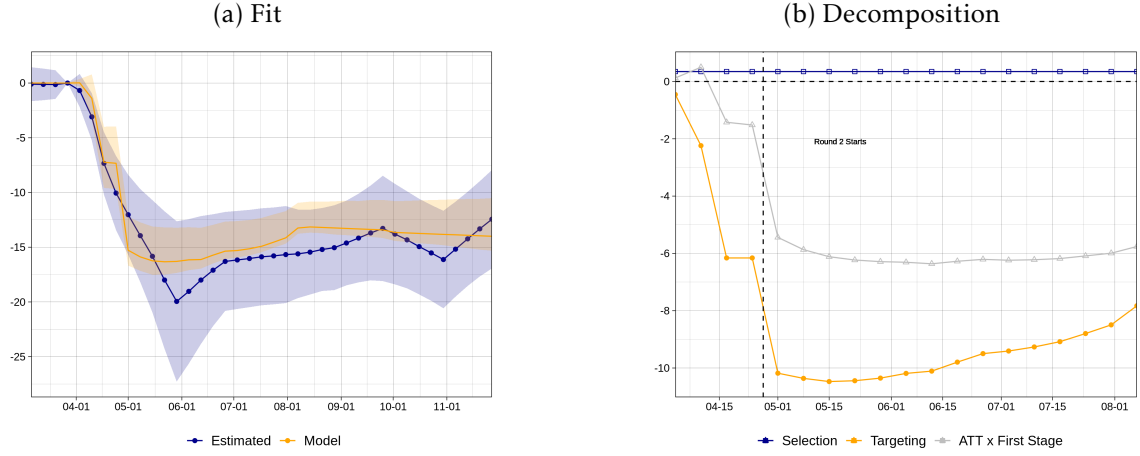 (a) Fit
0
-5
-10
-15
-20
-25
04-01 05-01 06-01 07-01 08-01 09-01 10-01 11-01
Estimated Model
(b) Decomposition
0
-2
-4
-6
-8
-10
Round 2 Starts
04-15 05-01 05-15 06-01 06-15 07-01 07-15 08-01
Selection Targeting ATT x First Stage